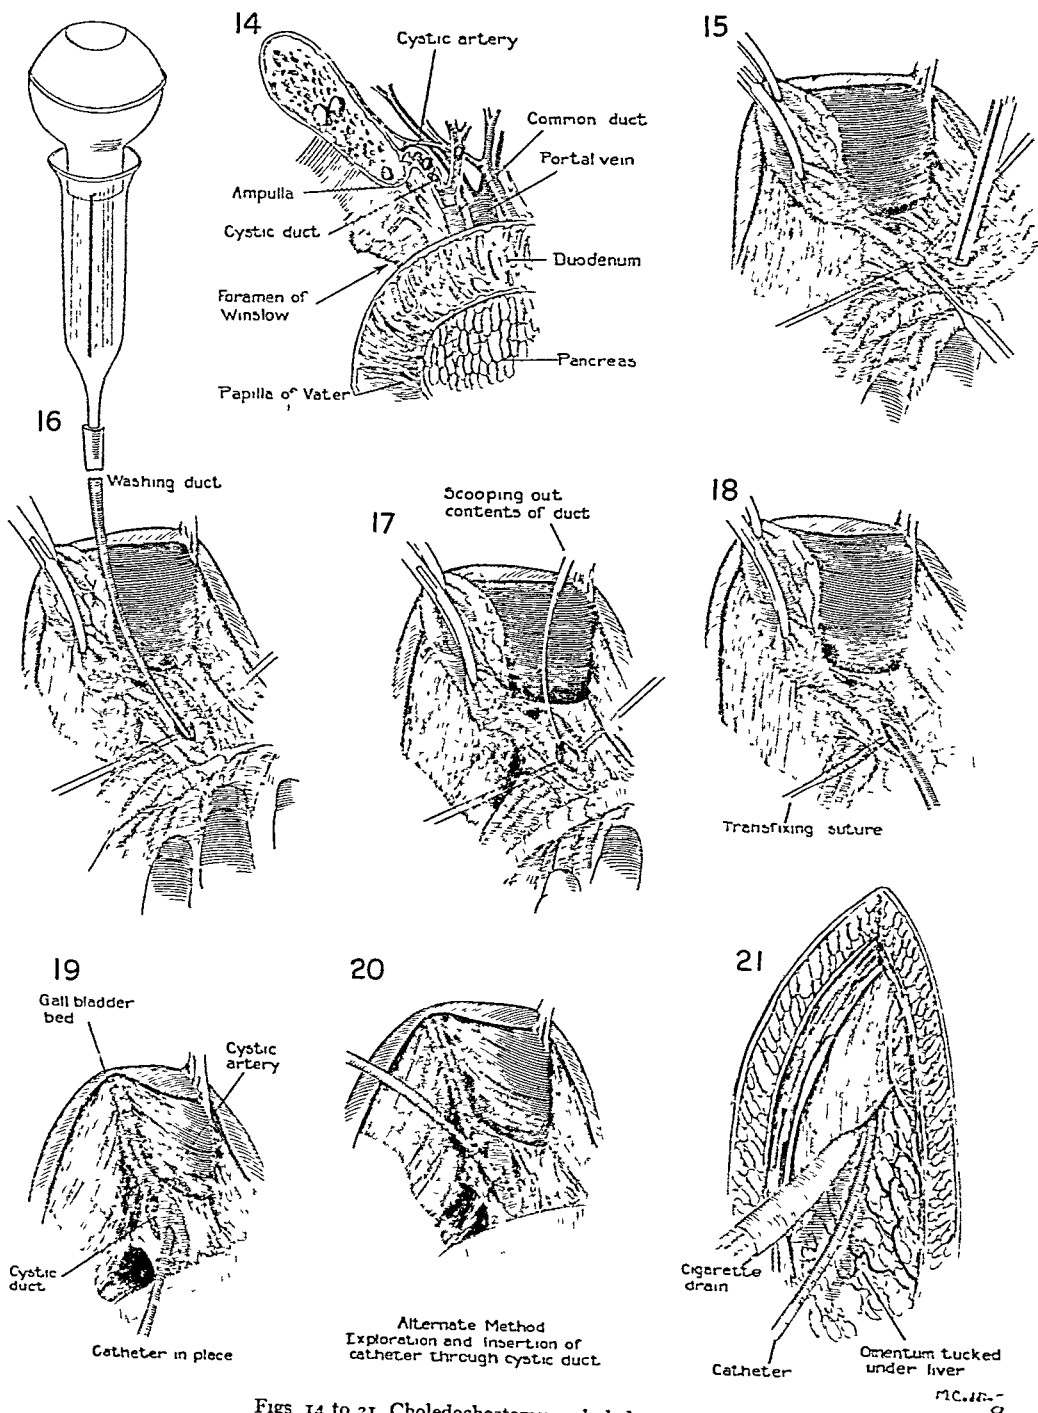 14
Cystic artery
Common duct
Portal vein
Ampulla
Cystic duct
Duodenum
Foramen of
Winslow
Pancreas
Papilla of Vater
15
16
Washing duct
17
Scooping out
contents of duct
18
Transfixing suture
19
Gall bladder
bed
Cystic
artery
Cystic
duct
Catheter in place
20
Alternate Method
Exploration and insertion of
catheter through cystic duct
21
Cigarette
drain
Catheter
Omentum tucked
under liver
Figs. 14 to 21.